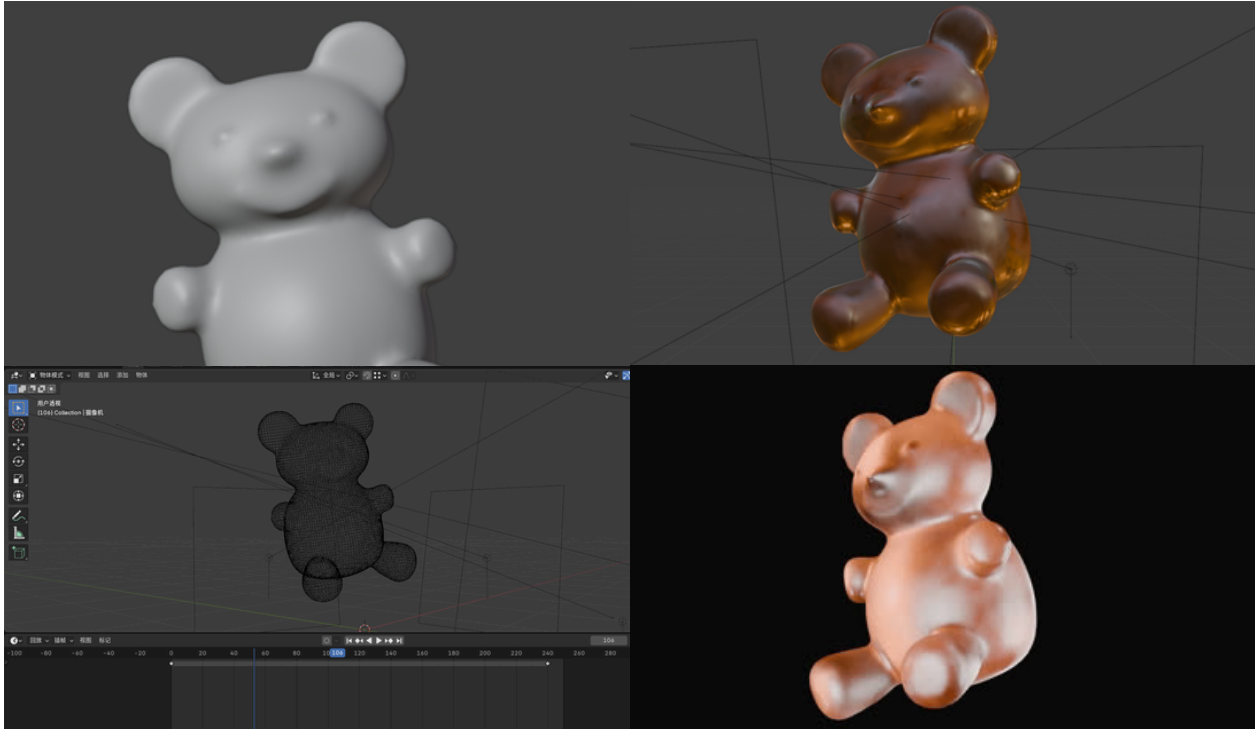 物体模式 视图 选择 添加 物体 全局
用户透视
(106) Collection | 摄像机
回放 插帧 视图 标记 106
-100 -80 -60 -40 -20 0 20 40 60 80 106 120 140 160 180 200 220 240 260 280